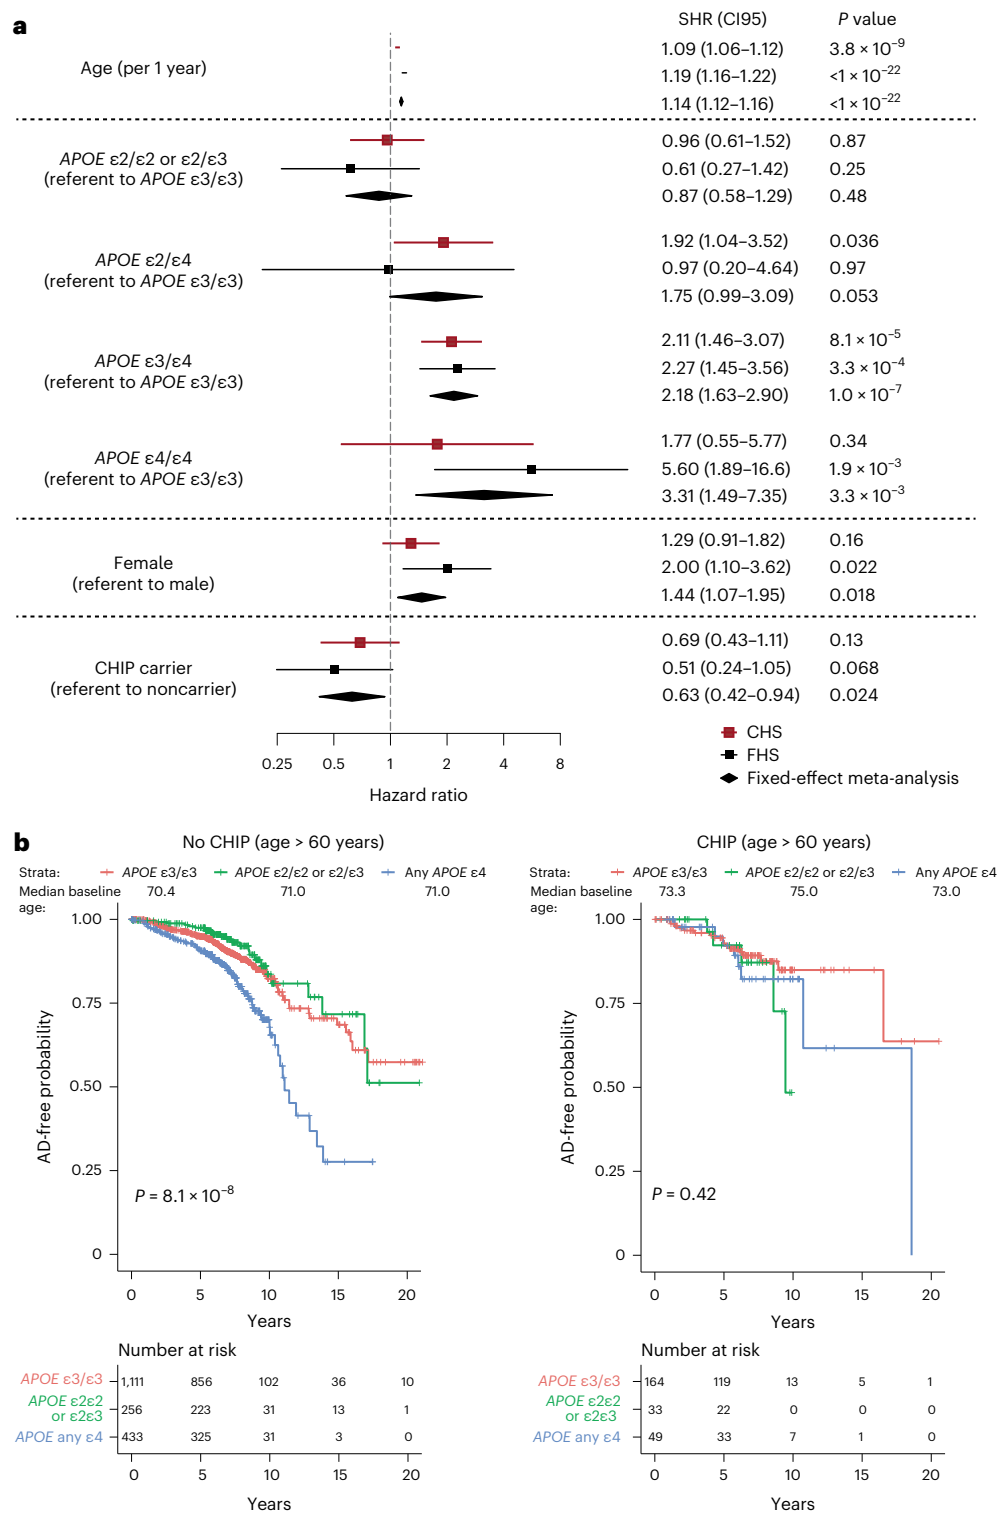 a
SHR (CI95) P value
Age (per 1 year)
1.09 (1.06–1.12) 3.8 × 10⁻⁹
1.19 (1.16–1.22) <1 × 10⁻²²
1.14 (1.12–1.16) <1 × 10⁻²²
APOE ε2/ε2 or ε2/ε3
(referent to APOE ε3/ε3)
0.96 (0.61–1.52) 0.87
0.61 (0.27–1.42) 0.25
0.87 (0.58–1.29) 0.48
APOE ε2/ε4
(referent to APOE ε3/ε3)
1.92 (1.04–3.52) 0.036
0.97 (0.20–4.64) 0.97
1.75 (0.99–3.09) 0.053
APOE ε3/ε4
(referent to APOE ε3/ε3)
2.11 (1.46–3.07) 8.1 × 10⁻⁵
2.27 (1.45–3.56) 3.3 × 10⁻⁴
2.18 (1.63–2.90) 1.0 × 10⁻⁷
APOE ε4/ε4
(referent to APOE ε3/ε3)
1.77 (0.55–5.77) 0.34
5.60 (1.89–16.6) 1.9 × 10⁻³
3.31 (1.49–7.35) 3.3 × 10⁻³
Female
(referent to male)
1.29 (0.91–1.82) 0.16
2.00 (1.10–3.62) 0.022
1.44 (1.07–1.95) 0.018
CHIP carrier
(referent to noncarrier)
0.69 (0.43–1.11) 0.13
0.51 (0.24–1.05) 0.068
0.63 (0.42–0.94) 0.024
0.25 0.5 1 2 4 8
Hazard ratio
CHS
FHS
Fixed-effect meta-analysis
b
No CHIP (age > 60 years)
Strata: APOE ε3/ε3 APOE ε2/ε2 or ε2/ε3 Any APOE ε4
Median baseline 70.4 71.0 71.0
age:
1.00
0.75
0.50
0.25
0
AD-free probability
P = 8.1 × 10⁻⁸
0 5 10 15 20
Years
Number at risk
APOE ε3/ε3 1,111 856 102 36 10
APOE ε2ε2
or ε2ε3
256 223 31 13 1
APOE any ε4 433 325 31 3 0
0 5 10 15 20
Years
CHIP (age > 60 years)
Strata: APOE ε3/ε3 APOE ε2/ε2 or ε2/ε3 Any APOE ε4
Median baseline 73.3 75.0 73.0
age:
1.00
0.75
0.50
0.25
0
AD-free probability
P = 0.42
0 5 10 15 20
Years
Number at risk
APOE ε3/ε3 164 119 13 5 1
APOE ε2ε2
or ε2ε3
33 22 0 0 0
APOE any ε4 49 33 7 1 0
0 5 10 15 20
Years